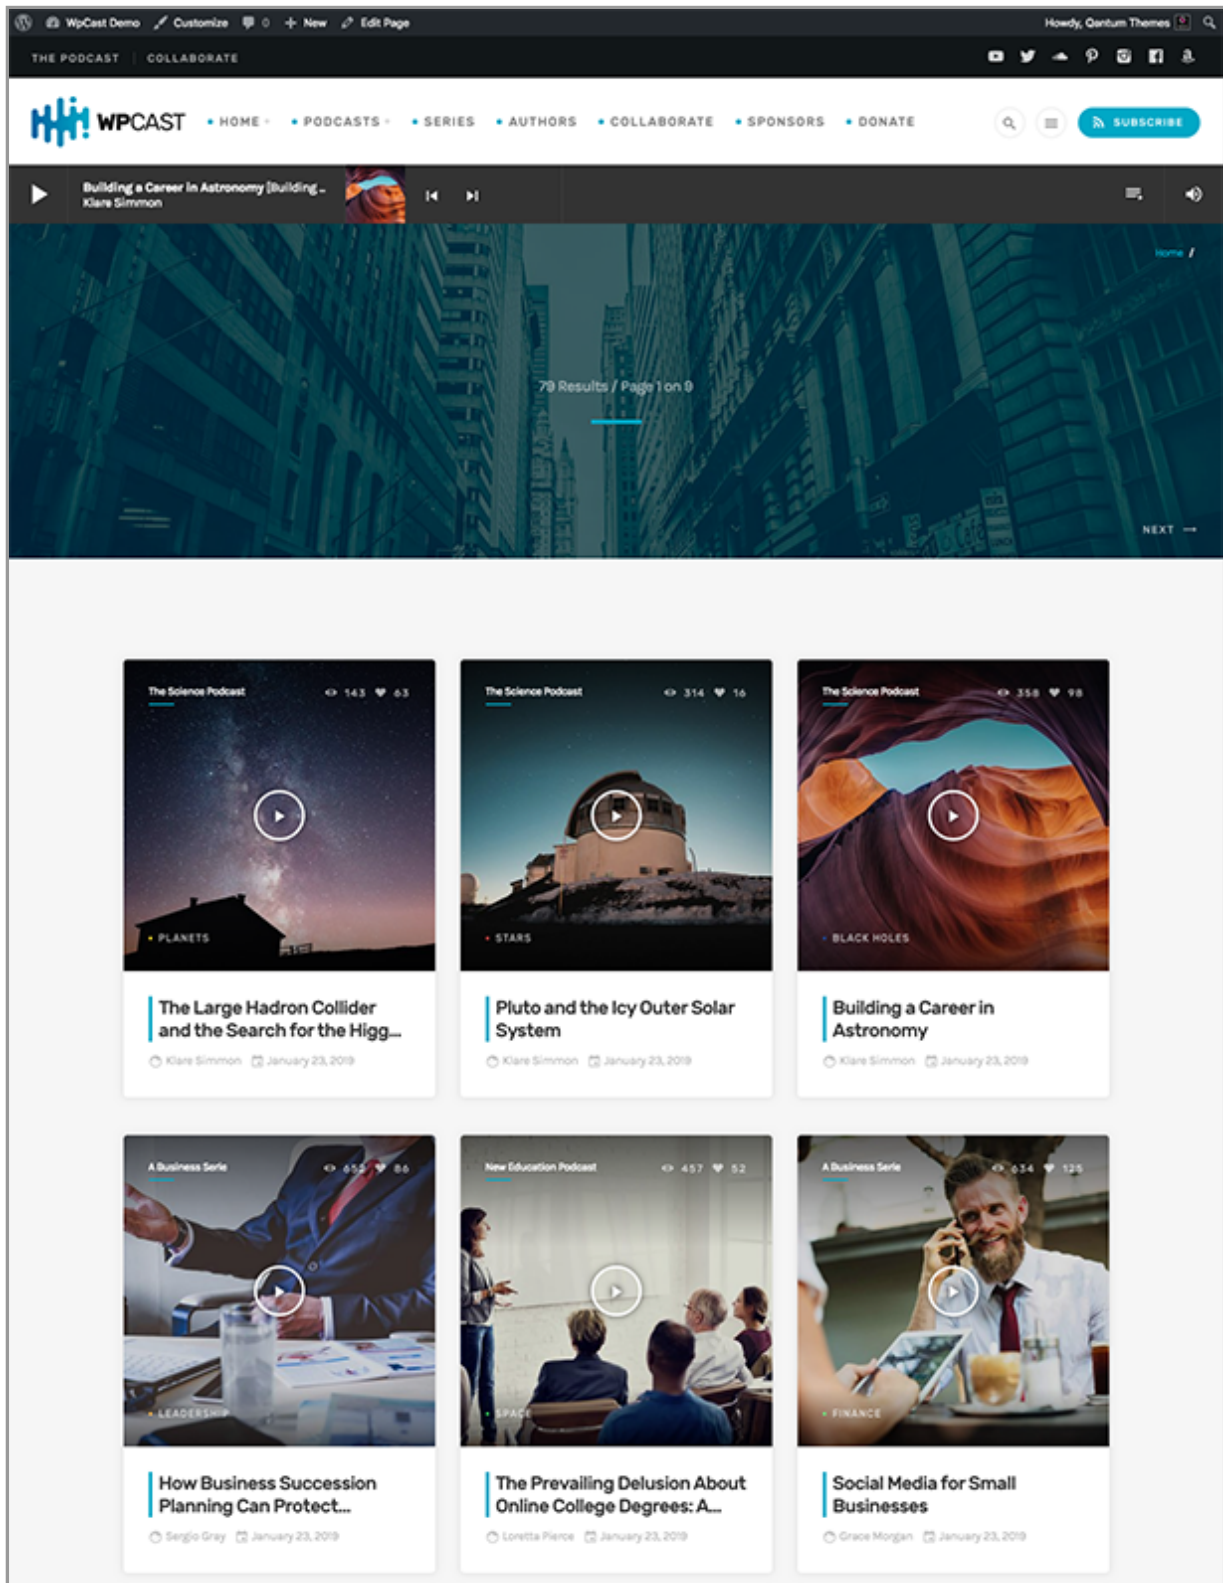 WpCast Demo Customize 0 New Edit Page Howdy, Qantum Themes
THE PODCAST COLLABORATE
WPCAST HOME PODCASTS SERIES AUTHORS COLLABORATE SPONSORS DONATE SUBSCRIBE
Building a Career in Astronomy [Building ...
Klare Simmon
Home /
79 Results / Page 1 on 9
NEXT
The Science Podcast 143 63
PLANETS
The Large Hadron Collider
and the Search for the Higg...
Klare Simmon January 23, 2019
The Science Podcast 314 16
STARS
Pluto and the Icy Outer Solar
System
Klare Simmon January 23, 2019
The Science Podcast 358 98
BLACK HOLES
Building a Career in
Astronomy
Klare Simmon January 23, 2019
A Business Serie 652 86
LEADERSHIP
How Business Succession
Planning Can Protect...
Sergio Gray January 23, 2019
New Education Podcast 457 52
SPACE
The Prevailing Delusion About
Online College Degrees: A...
Loretta Pierce January 23, 2019
A Business Serie 634 125
FINANCE
Social Media for Small
Businesses
Grace Morgan January 23, 2019